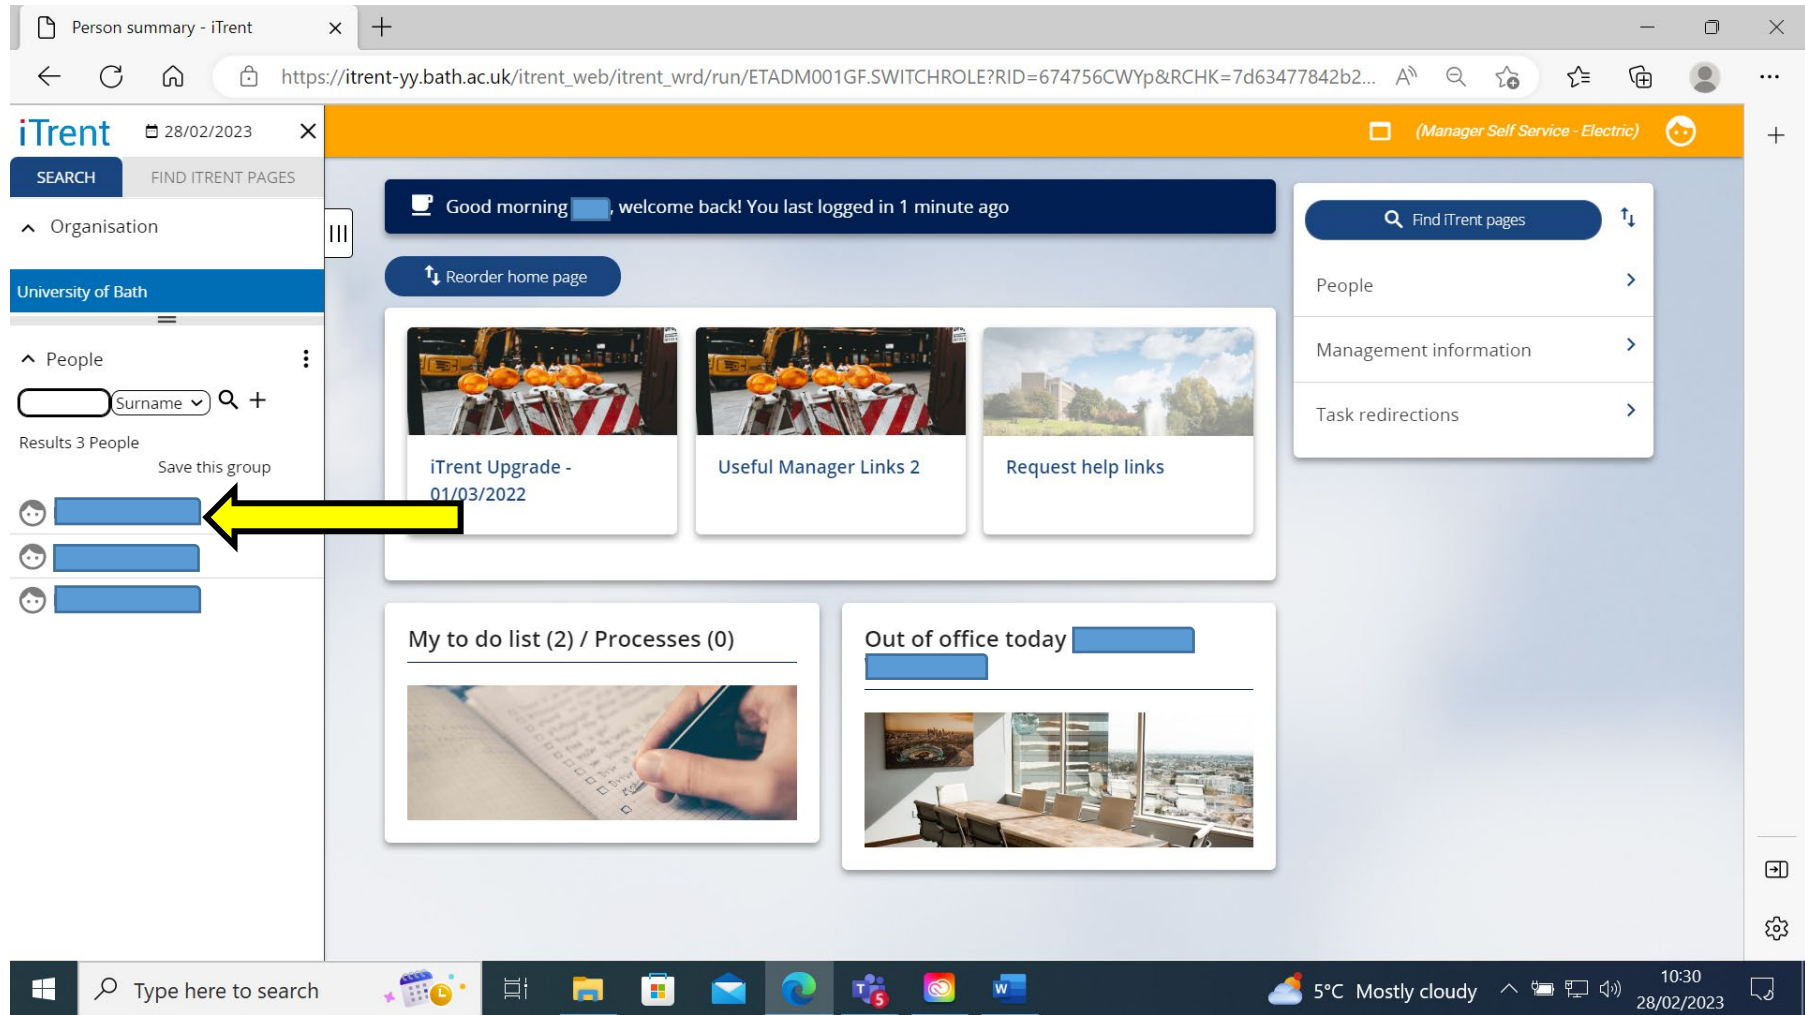 Person summary - iTrent
https://itrent-yy.bath.ac.uk/itrent_web/itrent_wrd/run/ETADM001GF.SWITCHROLE?RID=674756CWYp&RCHK=7d63477842b2...
iTrent 28/02/2023
(Manager Self Service - Electric)
SEARCH FIND ITRENT PAGES
Organisation
University of Bath
People
Surname
Results 3 People
Save this group
Good morning , welcome back! You last logged in 1 minute ago
Reorder home page
iTrent Upgrade -
01/03/2022
Useful Manager Links 2
Request help links
My to do list (2) / Processes (0)
Out of office today
Find iTrent pages
People
Management information
Task redirections
Type here to search
5°C Mostly cloudy
10:30
28/02/2023